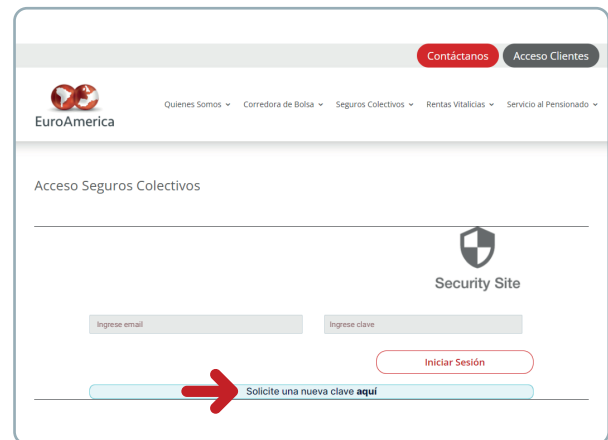 Contáctanos Acceso Clientes
EuroAmerica
Quienes Somos Corredora de Bolsa Seguros Colectivos Rentas Vitalicias Servicio al Pensionado
Acceso Seguros Colectivos
Security Site
Ingrese email Ingrese clave
Iniciar Sesión
Solicite una nueva clave aquí